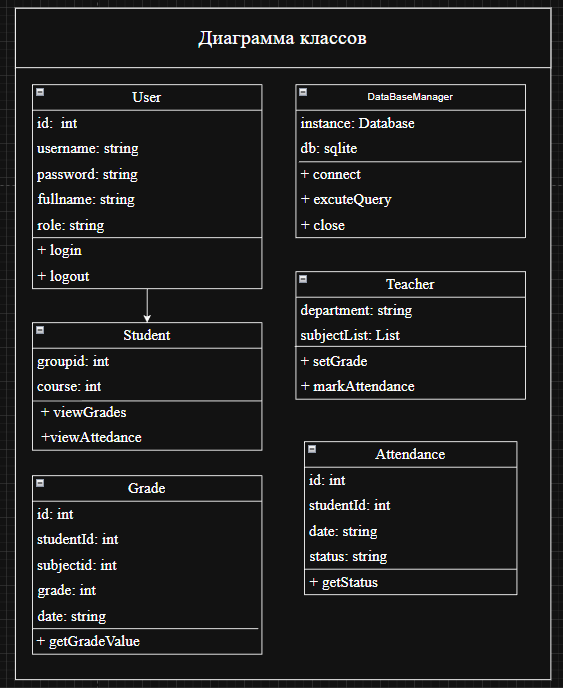 Диаграмма классов
User
id:  int
username: string
password: string
fullname: string
role: string
+ login
+ logout
Student
groupid: int
course: int
+ viewGrades
+viewAttedance
Grade
id: int
studentId: int
subjectid: int
grade: int
date: string
+ getGradeValue
DataBaseManager
instance: Database
db: sqlite
+ connect
+ excuteQuery
+ close
Teacher
department: string
subjectList: List
+ setGrade
+ markAttendance
Attendance
id: int
studentId: int
date: string
status: string
+ getStatus